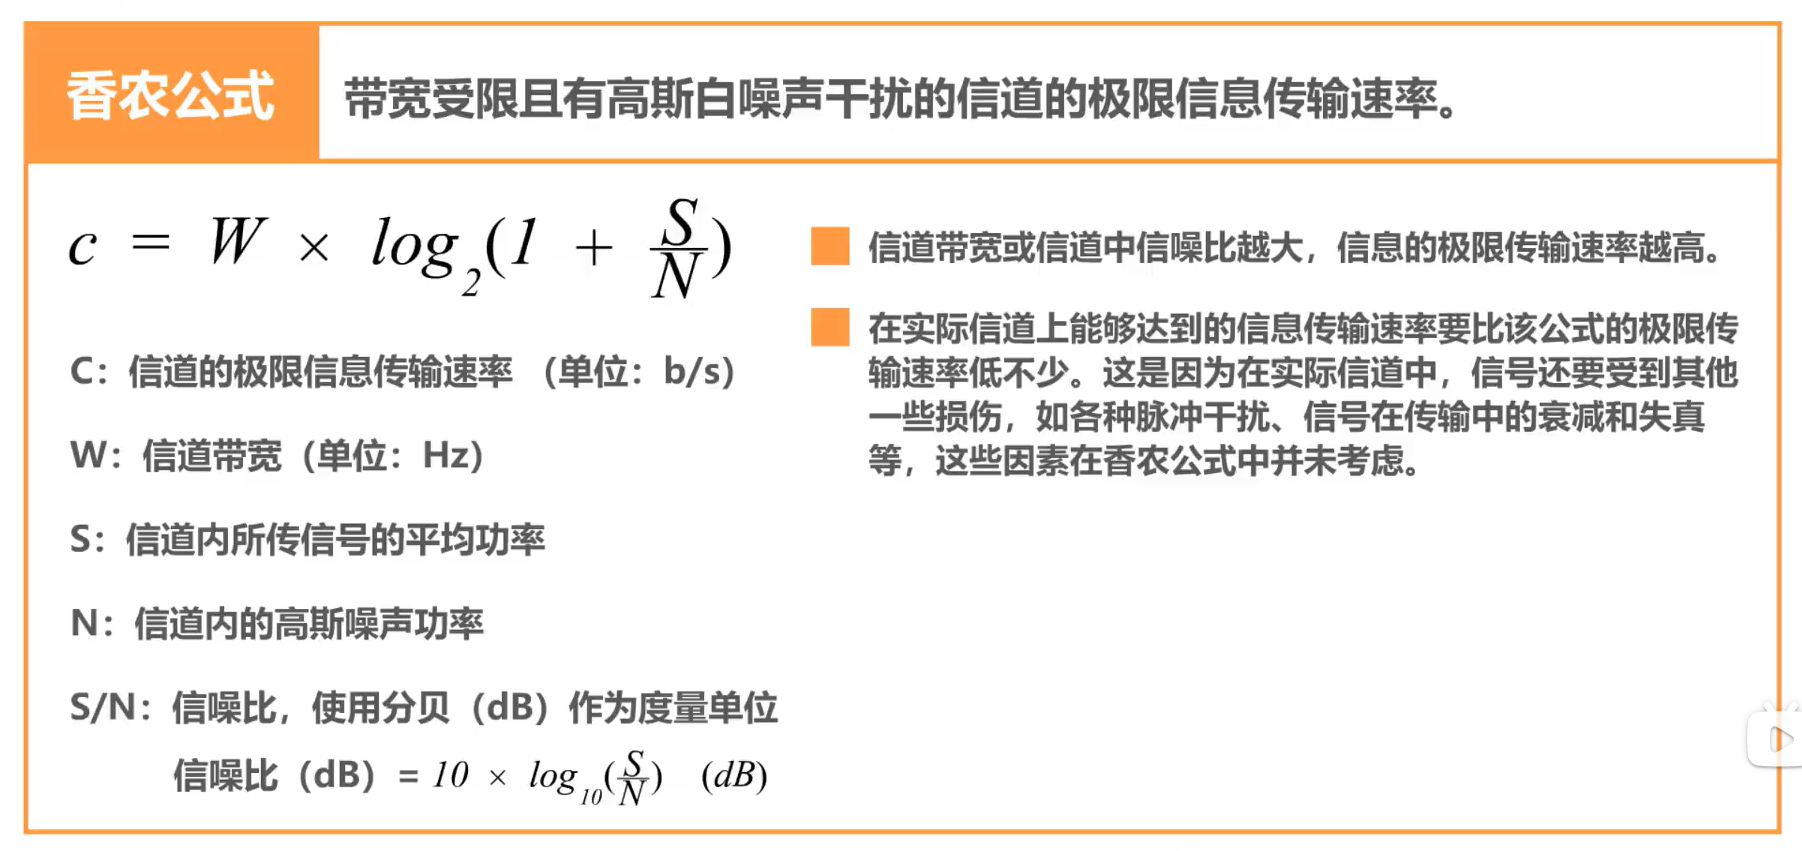 香农公式
带宽受限且有高斯白噪声干扰的信道的极限信息传输速率。
c = W × log₂(1 + S/N)
C：信道的极限信息传输速率 （单位：b/s）
W：信道带宽（单位：Hz）
S：信道内所传信号的平均功率
N：信道内的高斯噪声功率
S/N：信噪比，使用分贝（dB）作为度量单位
信噪比（dB）= 10 × log₁₀(S/N) (dB)
信道带宽或信道中信噪比越大，信息的极限传输速率越高。
在实际信道上能够达到的信息传输速率要比该公式的极限传
输速率低不少。这是因为在实际信道中，信号还要受到其他
一些损伤，如各种脉冲干扰、信号在传输中的衰减和失真
等，这些因素在香农公式中并未考虑。